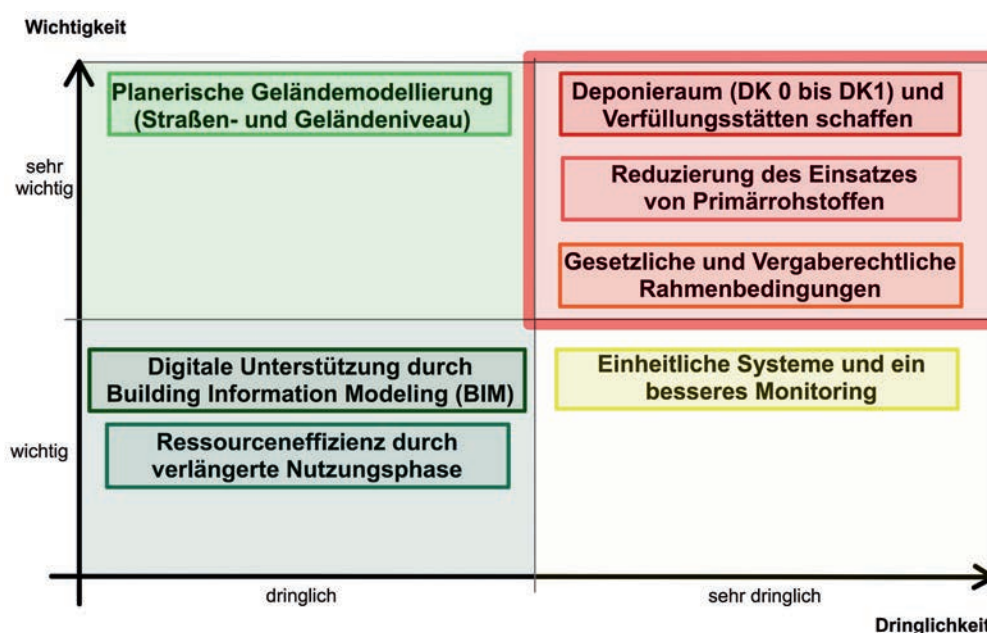 Wichtigkeit
Planerische Geländemodellierung
(Straßen- und Geländeniveau)
Deponieraum (DK 0 bis DK1) und
Verfüllungsstätten schaffen
sehr
wichtig
Reduzierung des Einsatzes
von Primärrohstoffen
Gesetzliche und Vergaberechtliche
Rahmenbedingungen
Digitale Unterstützung durch
Building Information Modeling (BIM)
Einheitliche Systeme und ein
besseres Monitoring
wichtig
Ressourceneffizienz durch
verlängerte Nutzungsphase
dringlich
sehr dringlich
Dringlichkeit